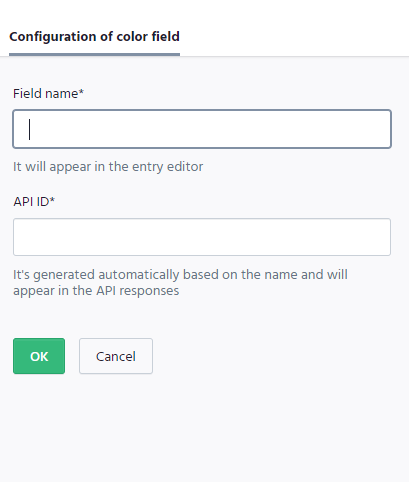 Configuration of color field
Field name*
It will appear in the entry editor
API ID*
It's generated automatically based on the name and will
appear in the API responses
OK
Cancel